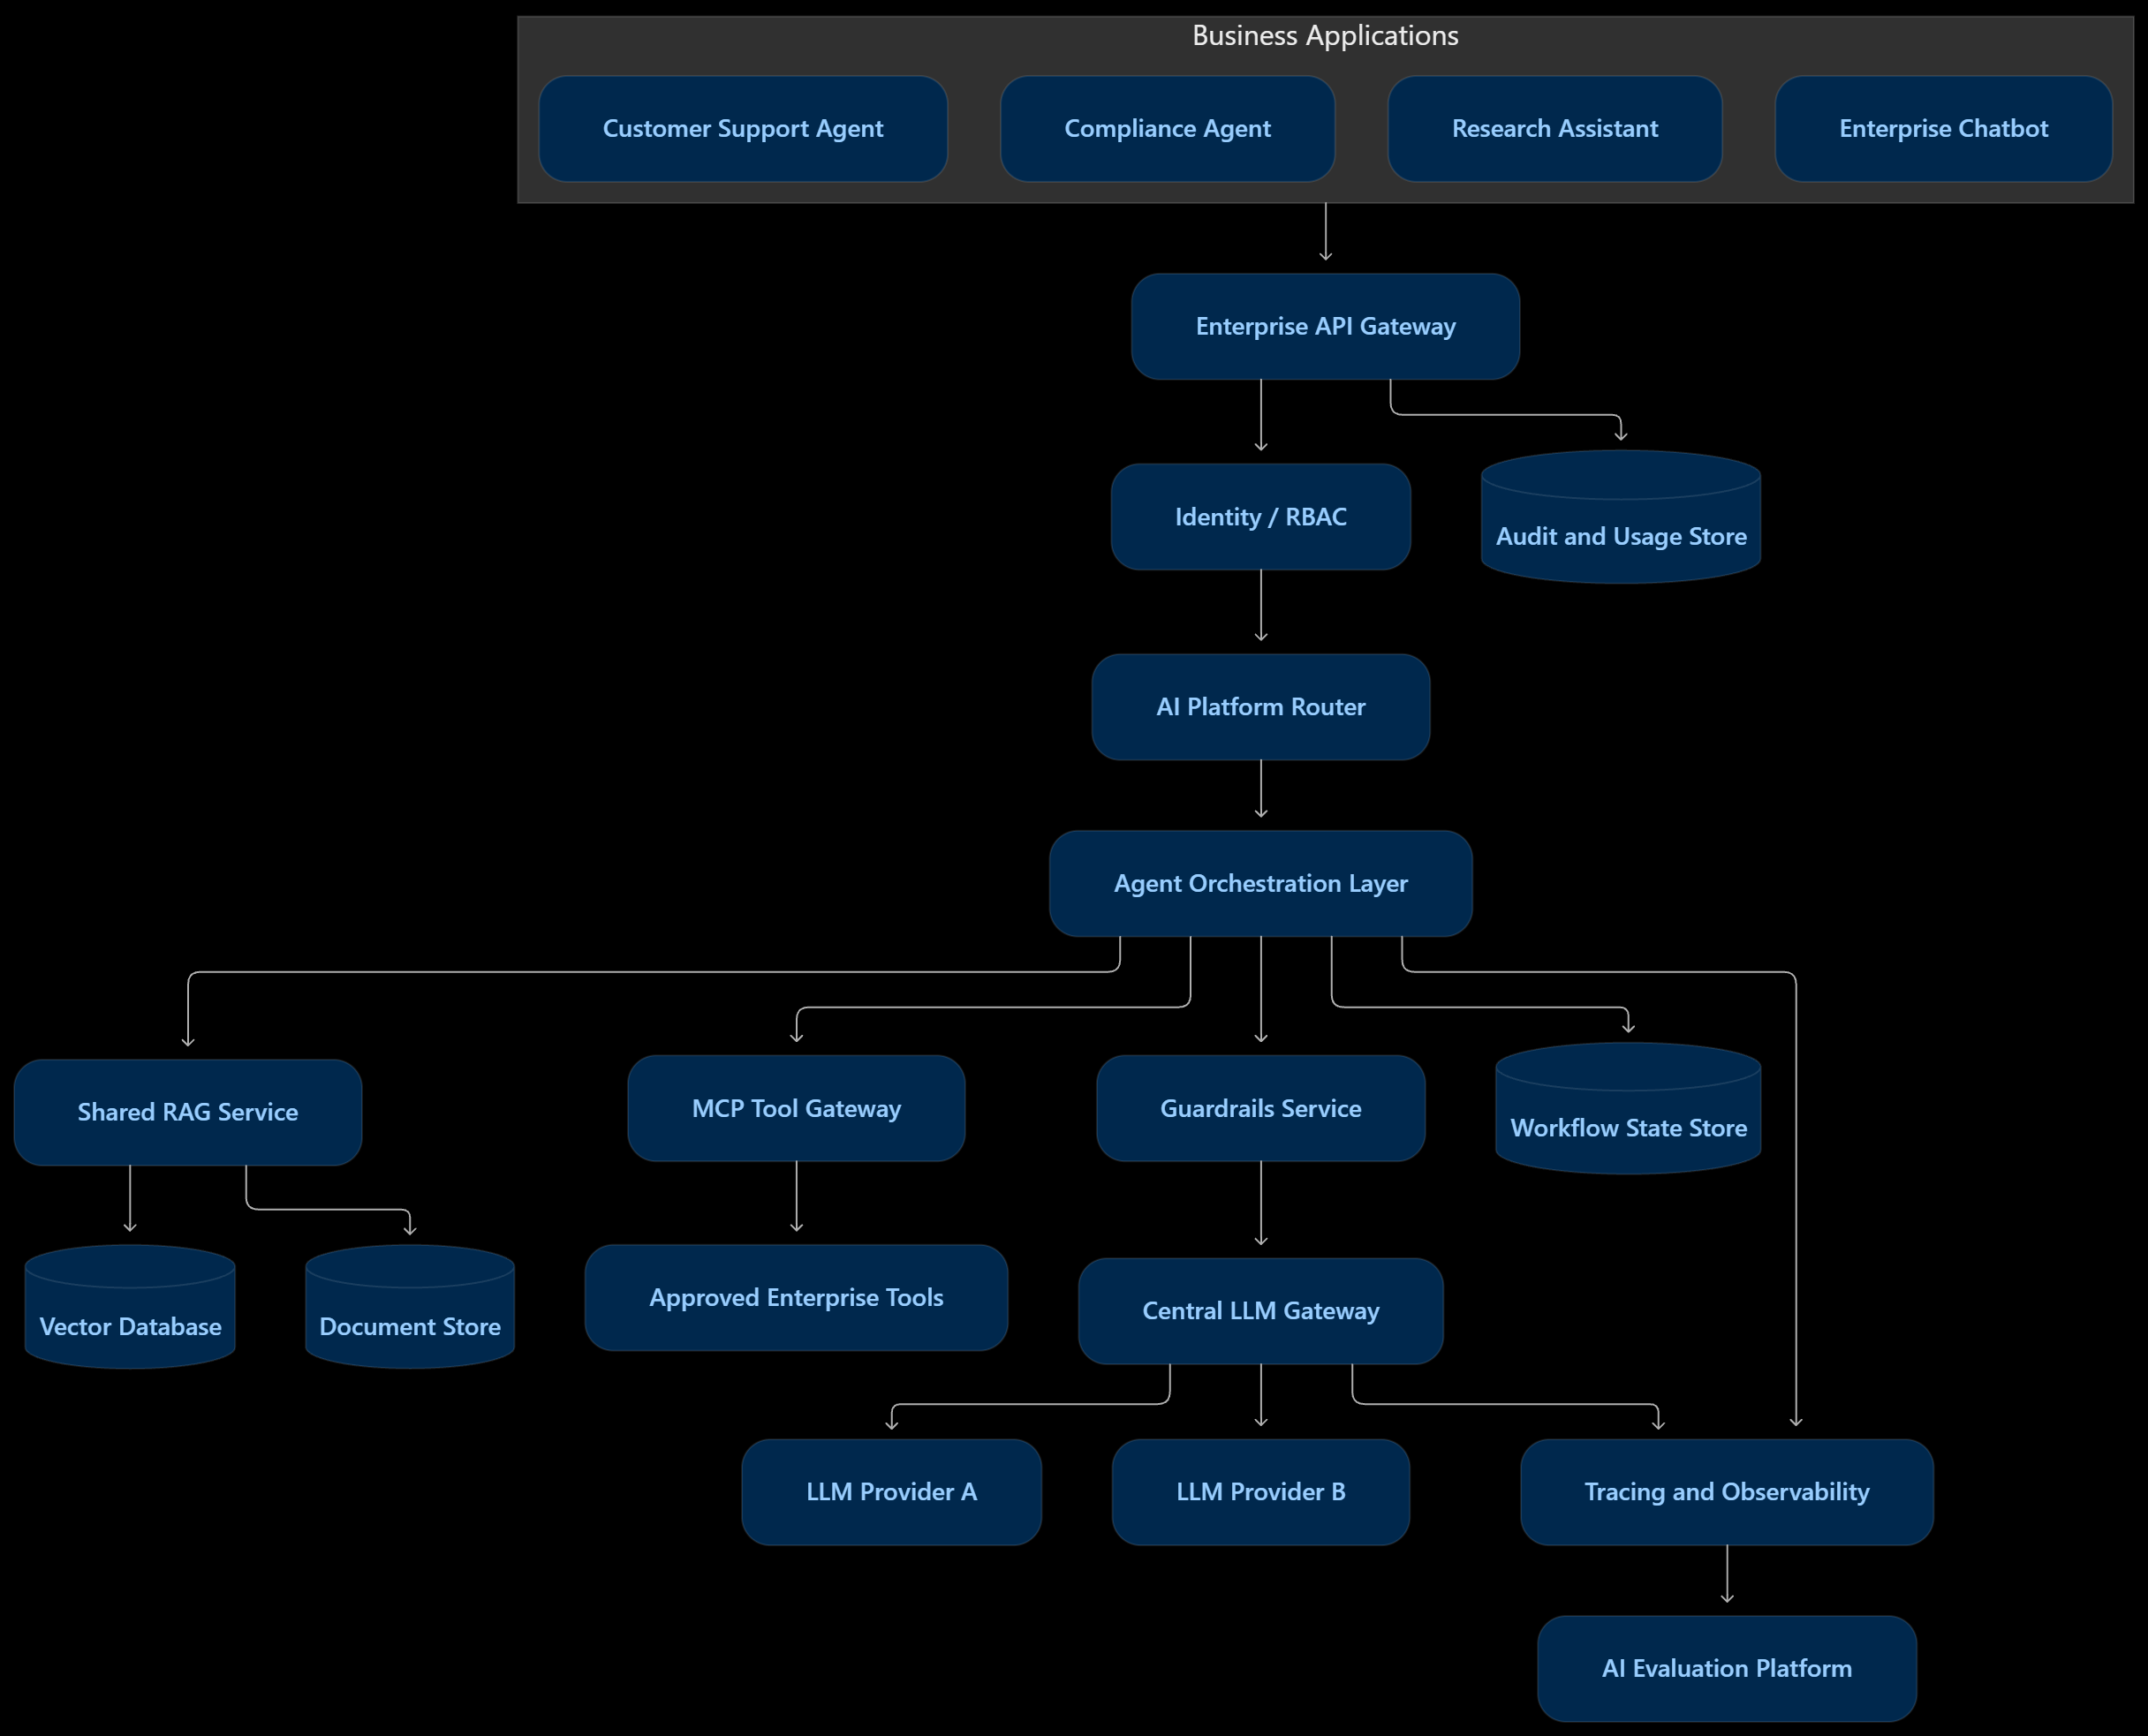 Business Applications
Customer Support Agent
Compliance Agent
Research Assistant
Enterprise Chatbot
Enterprise API Gateway
Identity / RBAC
Audit and Usage Store
AI Platform Router
Agent Orchestration Layer
Shared RAG Service
MCP Tool Gateway
Guardrails Service
Workflow State Store
Vector Database
Document Store
Approved Enterprise Tools
Central LLM Gateway
LLM Provider A
LLM Provider B
Tracing and Observability
AI Evaluation Platform